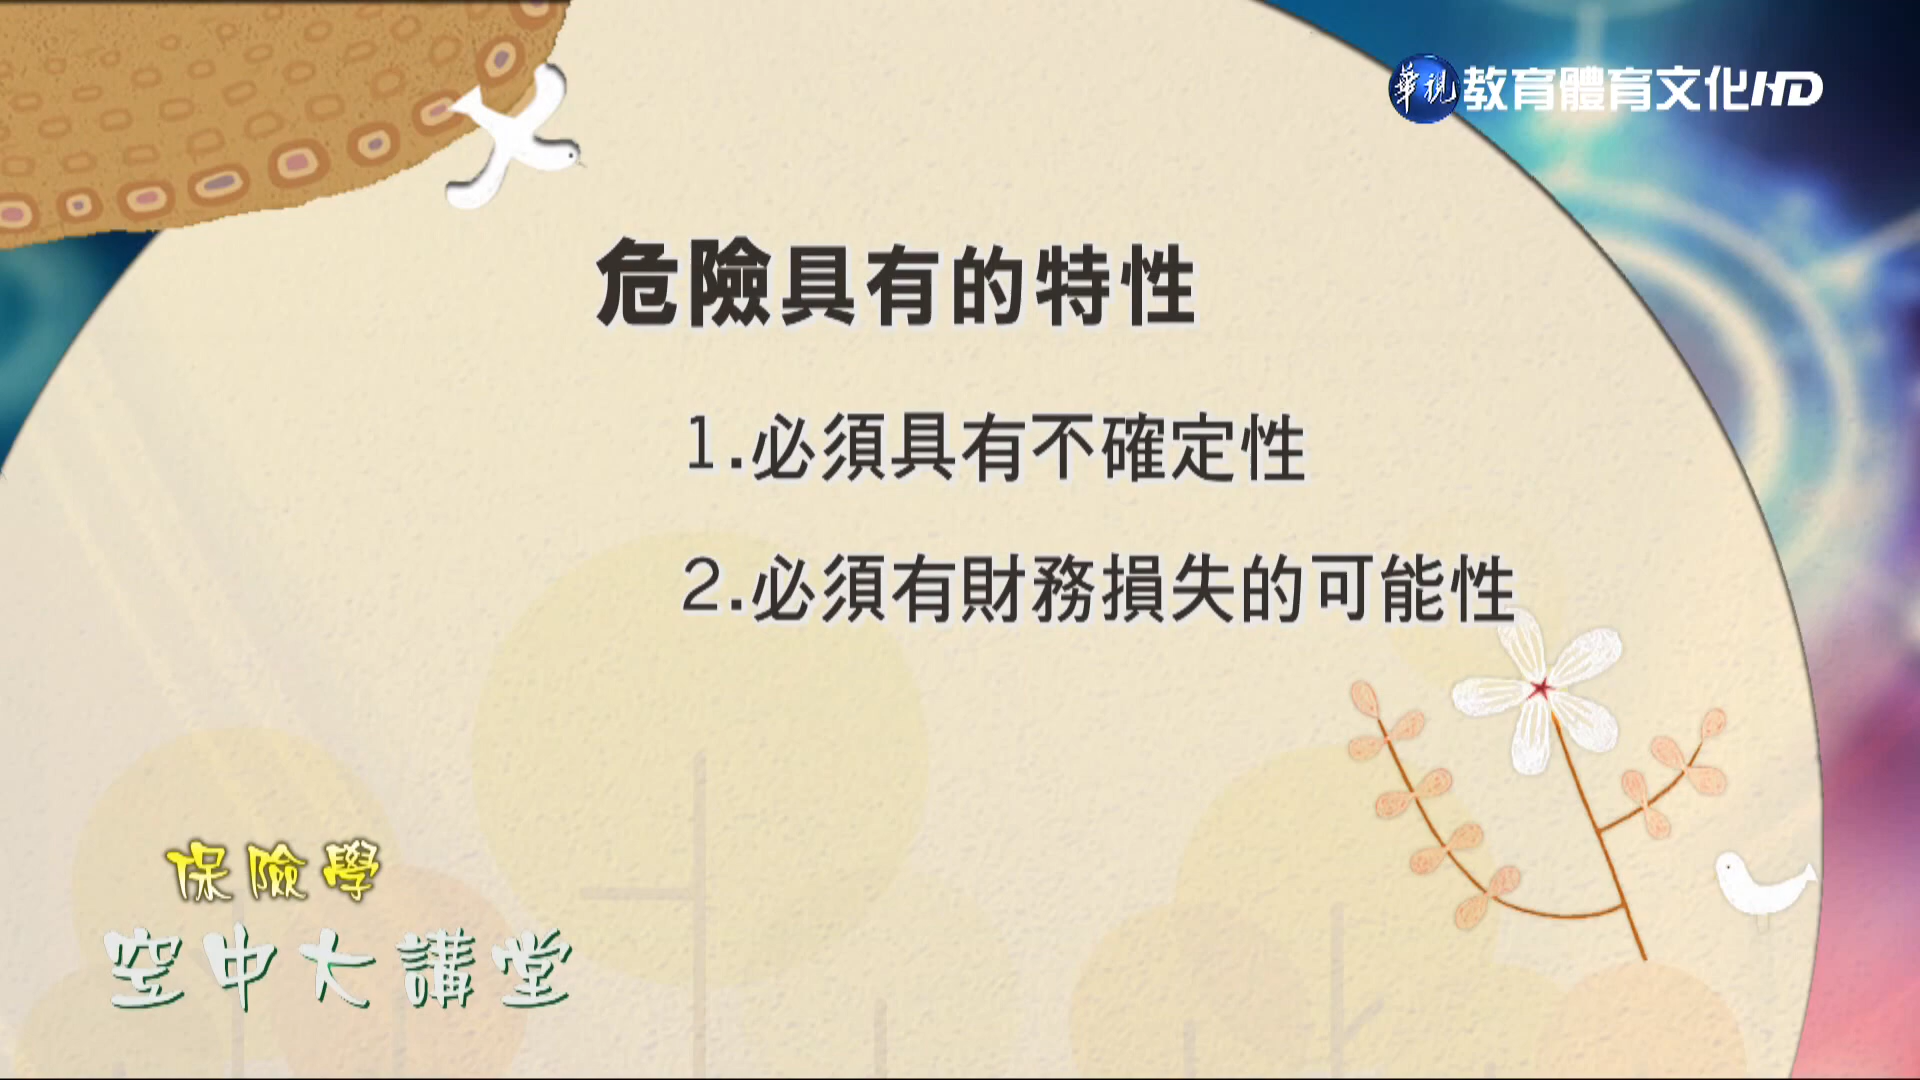 華視 教育體育文化HD
危險具有的特性
1.必須具有不確定性
2.必須有財務損失的可能性
保險學
空中大講堂